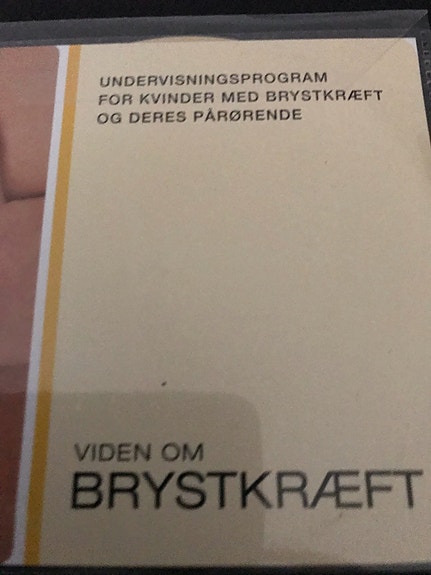 UNDERVISNINGSPROGRAM
FOR KVINDER MED BRYSTKRÆFT
OG DERES PÅRØRENDE
VIDEN OM
BRYSTKRÆFT